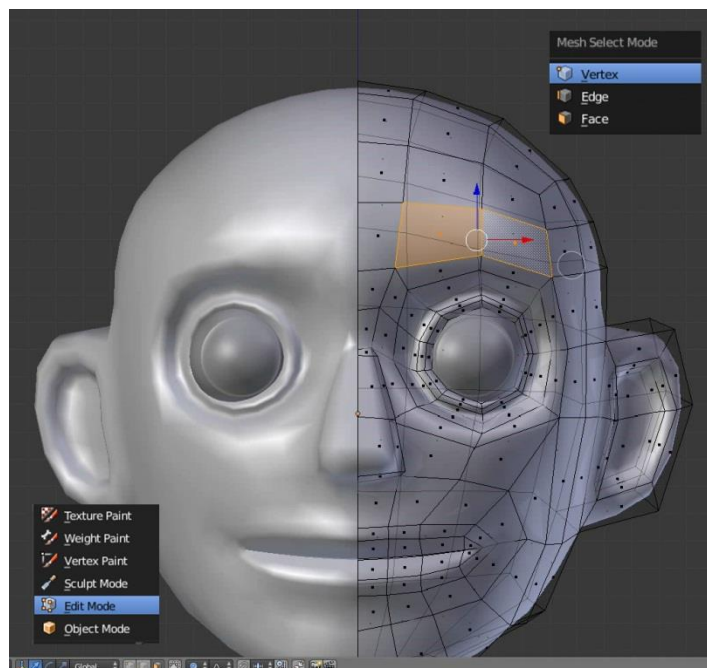 Mesh Select Mode
Vertex
Edge
Face
Texture Paint
Weight Paint
Vertex Paint
Sculpt Mode
Edit Mode
Object Mode
Global